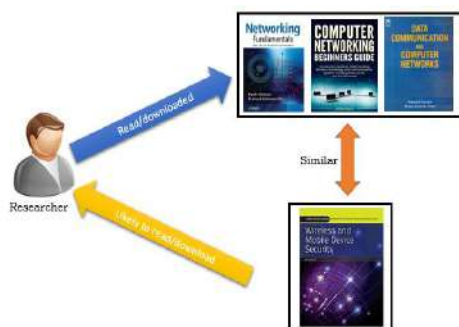 Networking
Fundamentals
COMPUTER
NETWORKING
BEGINNERS GUIDE
DATA
COMMUNICATION
AND
COMPUTER
NETWORKS
Read/downloaded
Similar
Researcher
Likely to read/download
Wireless and
Mobile Device
Security